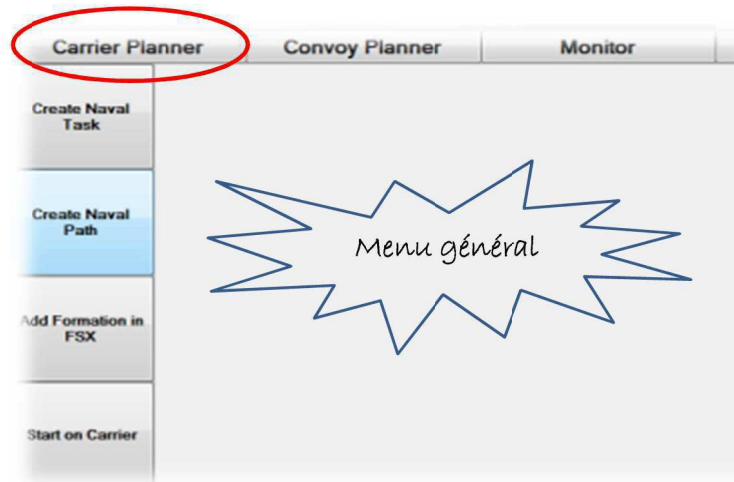 Carrier Planner Convoy Planner Monitor
Create Naval
Task
Create Naval
Path
Menu général
Add Formation in
FSX
Start on Carrier